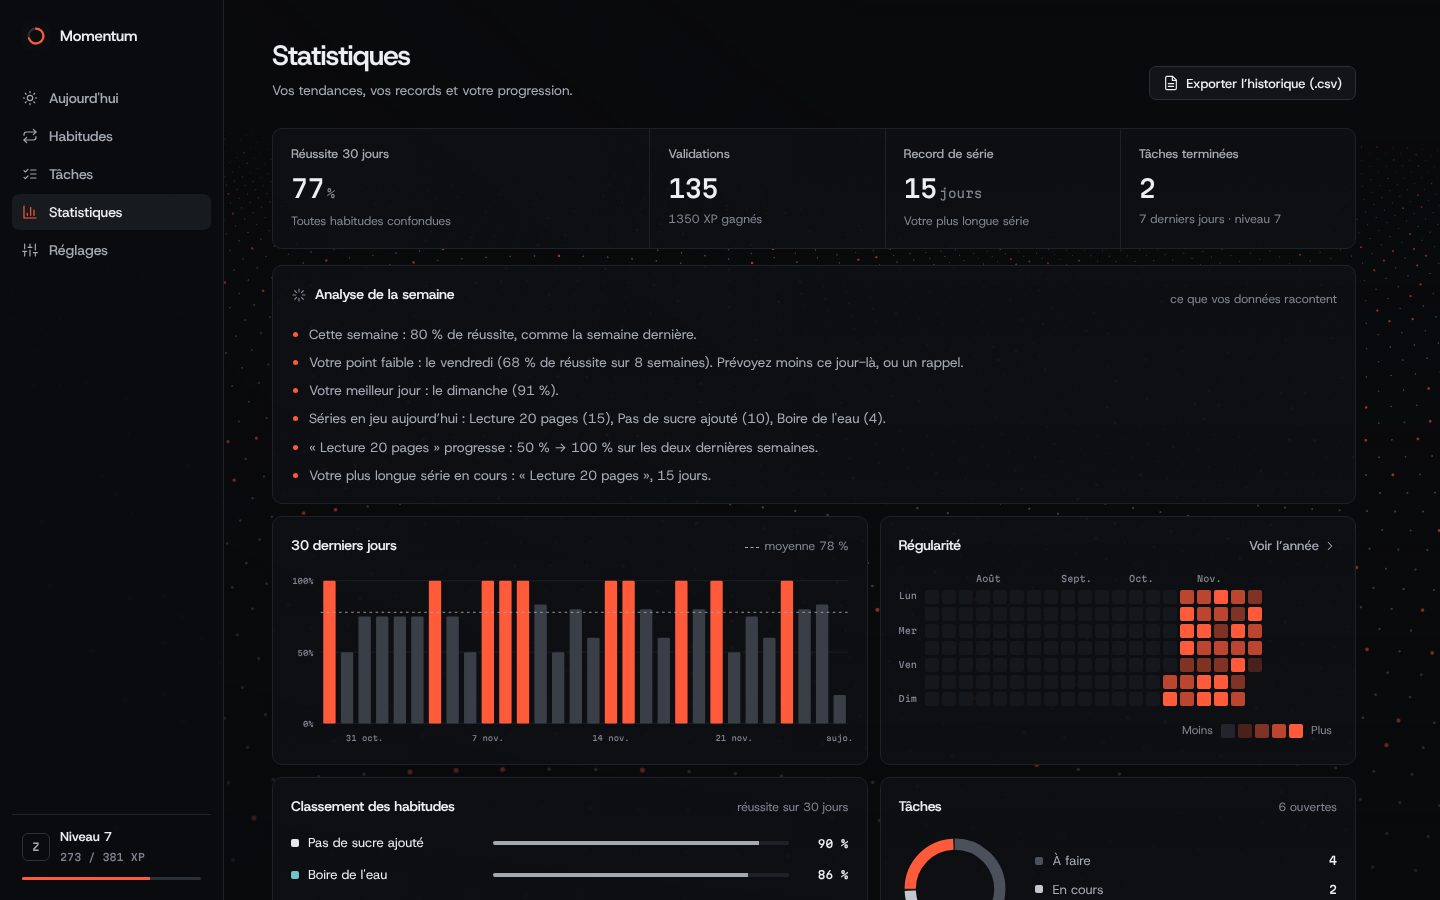 Momentum
Aujourd'hui
Habitudes
Tâches
Statistiques
Réglages
Z
Niveau 7
273 / 381 XP
Statistiques
Vos tendances, vos records et votre progression.
Exporter l’historique (.csv)
Réussite 30 jours
77%
Toutes habitudes confondues
Validations
135
1350 XP gagnés
Record de série
15 jours
Votre plus longue série
Tâches terminées
2
7 derniers jours · niveau 7
Analyse de la semaine
ce que vos données racontent
Cette semaine : 80 % de réussite, comme la semaine dernière.
Votre point faible : le vendredi (68 % de réussite sur 8 semaines). Prévoyez moins ce jour-là, ou un rappel.
Votre meilleur jour : le dimanche (91 %).
Séries en jeu aujourd’hui : Lecture 20 pages (15), Pas de sucre ajouté (10), Boire de l'eau (4).
« Lecture 20 pages » progresse : 50 % → 100 % sur les deux dernières semaines.
Votre plus longue série en cours : « Lecture 20 pages », 15 jours.
30 derniers jours
--- moyenne 78 %
100%
50%
0%
31 oct. 7 nov. 14 nov. 21 nov. aujo.
Régularité
Voir l’année
Août Sept. Oct. Nov.
Lun
Mer
Ven
Dim
Moins Plus
Classement des habitudes
réussite sur 30 jours
Pas de sucre ajouté 90 %
Boire de l'eau 86 %
Tâches
6 ouvertes
À faire 4
En cours 2